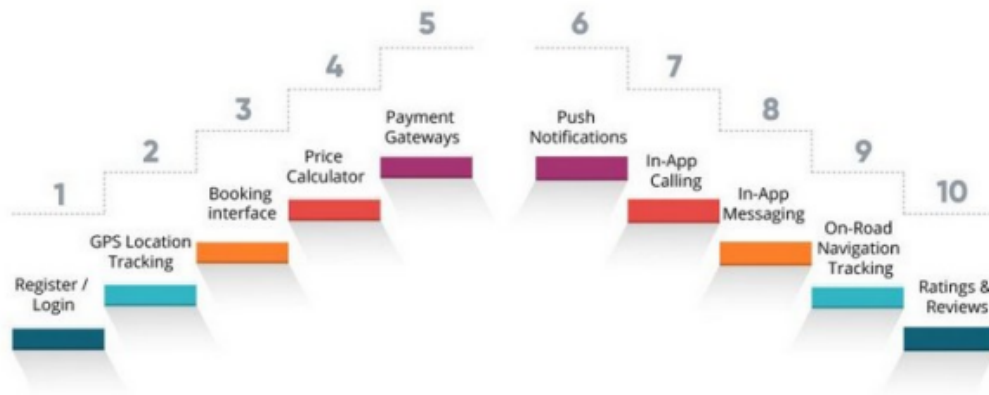 1
Register /
Login
2
GPS Location
Tracking
3
Booking
interface
4
Price
Calculator
5
Payment
Gateways
6
Push
Notifications
7
In-App
Calling
8
In-App
Messaging
9
On-Road
Navigation
Tracking
10
Ratings &
Reviews